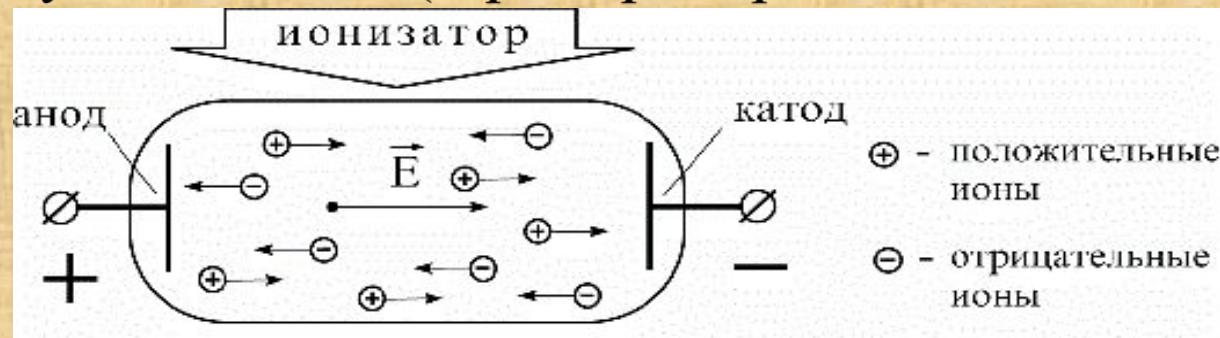 ионизатор
анод
катод
E
⊕ - положительные
ионы
⊖ - отрицательные
ионы
+
−